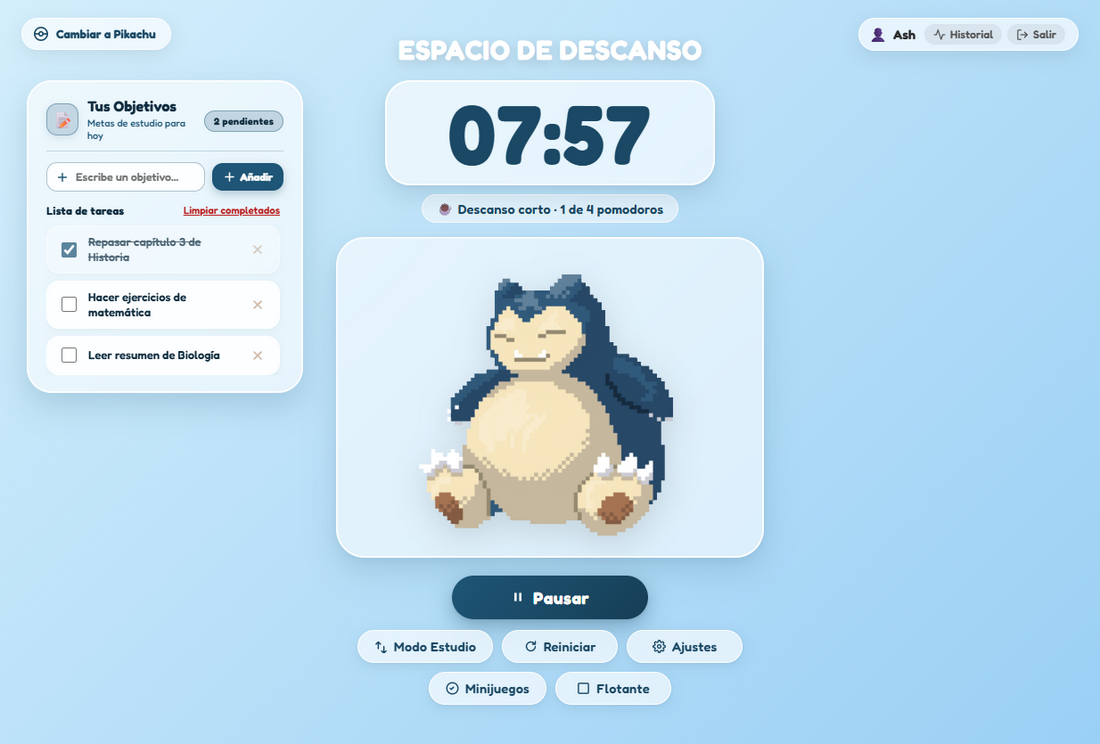 Cambiar a Pikachu
ESPACIO DE DESCANSO
Ash
Historial
Salir
Tus Objetivos
Metas de estudio para
hoy
2 pendientes
07:57
Escribe un objetivo...
+ Añadir
Descanso corto · 1 de 4 pomodoros
Lista de tareas
Limpiar completados
Repasar capítulo 3 de
Historia
Hacer ejercicios de
matemática
Leer resumen de Biología
Pausar
Modo Estudio
Reiniciar
Ajustes
Minijuegos
Flotante